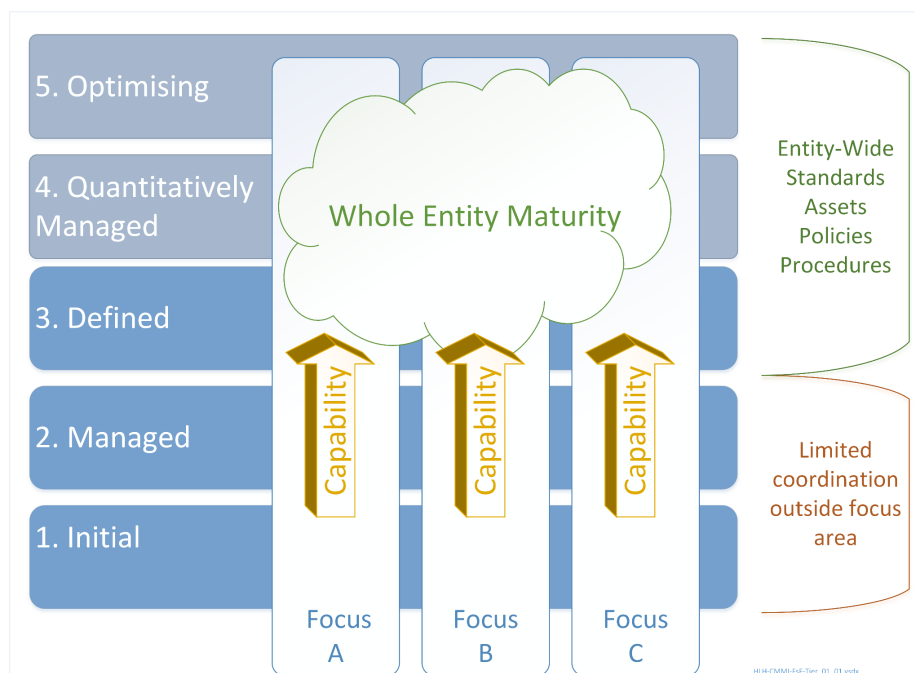 5. Optimising
4. Quantitatively
Managed
3. Defined
2. Managed
1. Initial
Whole Entity Maturity
Capability
Capability
Capability
Focus
A
Focus
B
Focus
C
Entity-Wide
Standards
Assets
Policies
Procedures
Limited
coordination
outside focus
area